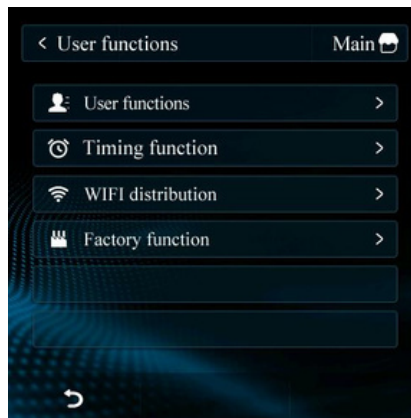 User functions
Main
User functions
Timing function
WIFI distribution
Factory function